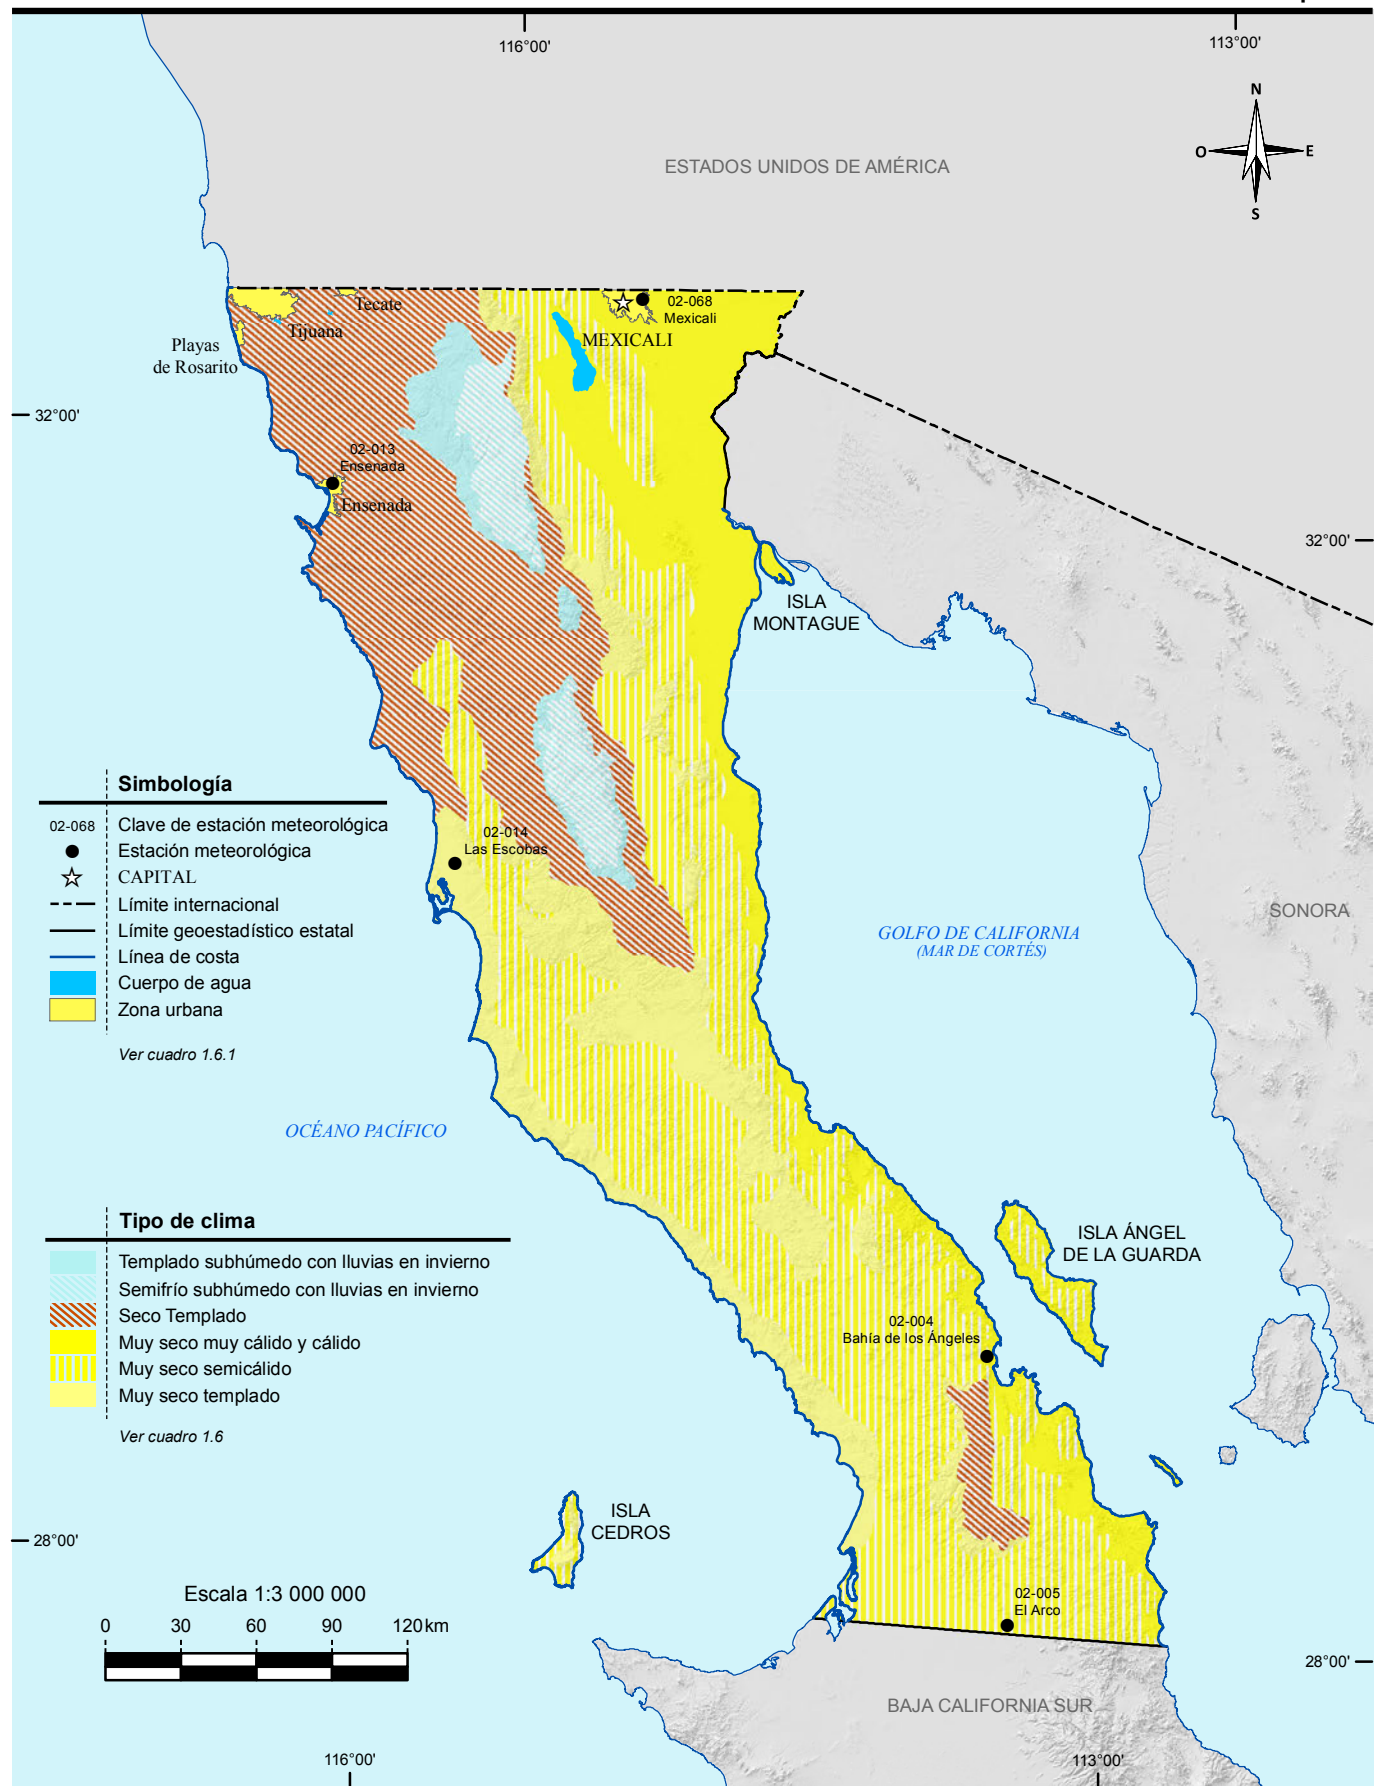 116°00'
113°00'
N
O
E
S
ESTADOS UNIDOS DE AMÉRICA
02-068
Mexicali
MEXICALI
Tecate
Tijuana
Playas
de Rosarito
32°00'
02-013
Ensenada
Ensenada
32°00'
ISLA
MONTAGUE
Simbología
02-068 Clave de estación meteorológica
Estación meteorológica
CAPITAL
Límite internacional
Límite geoestadístico estatal
Línea de costa
Cuerpo de agua
Zona urbana
Ver cuadro 1.6.1
02-014
Las Escobas
SONORA
GOLFO DE CALIFORNIA
(MAR DE CORTÉS)
OCÉANO PACÍFICO
Tipo de clima
Templado subhúmedo con lluvias en invierno
Semifrío subhúmedo con lluvias en invierno
Seco Templado
Muy seco muy cálido y cálido
Muy seco semicálido
Muy seco templado
Ver cuadro 1.6
ISLA ÁNGEL
DE LA GUARDA
02-004
Bahía de los Ángeles
ISLA
CEDROS
28°00'
Escala 1:3 000 000
0 30 60 90 120 km
02-005
El Arco
28°00'
BAJA CALIFORNIA SUR
116°00'
113°00'